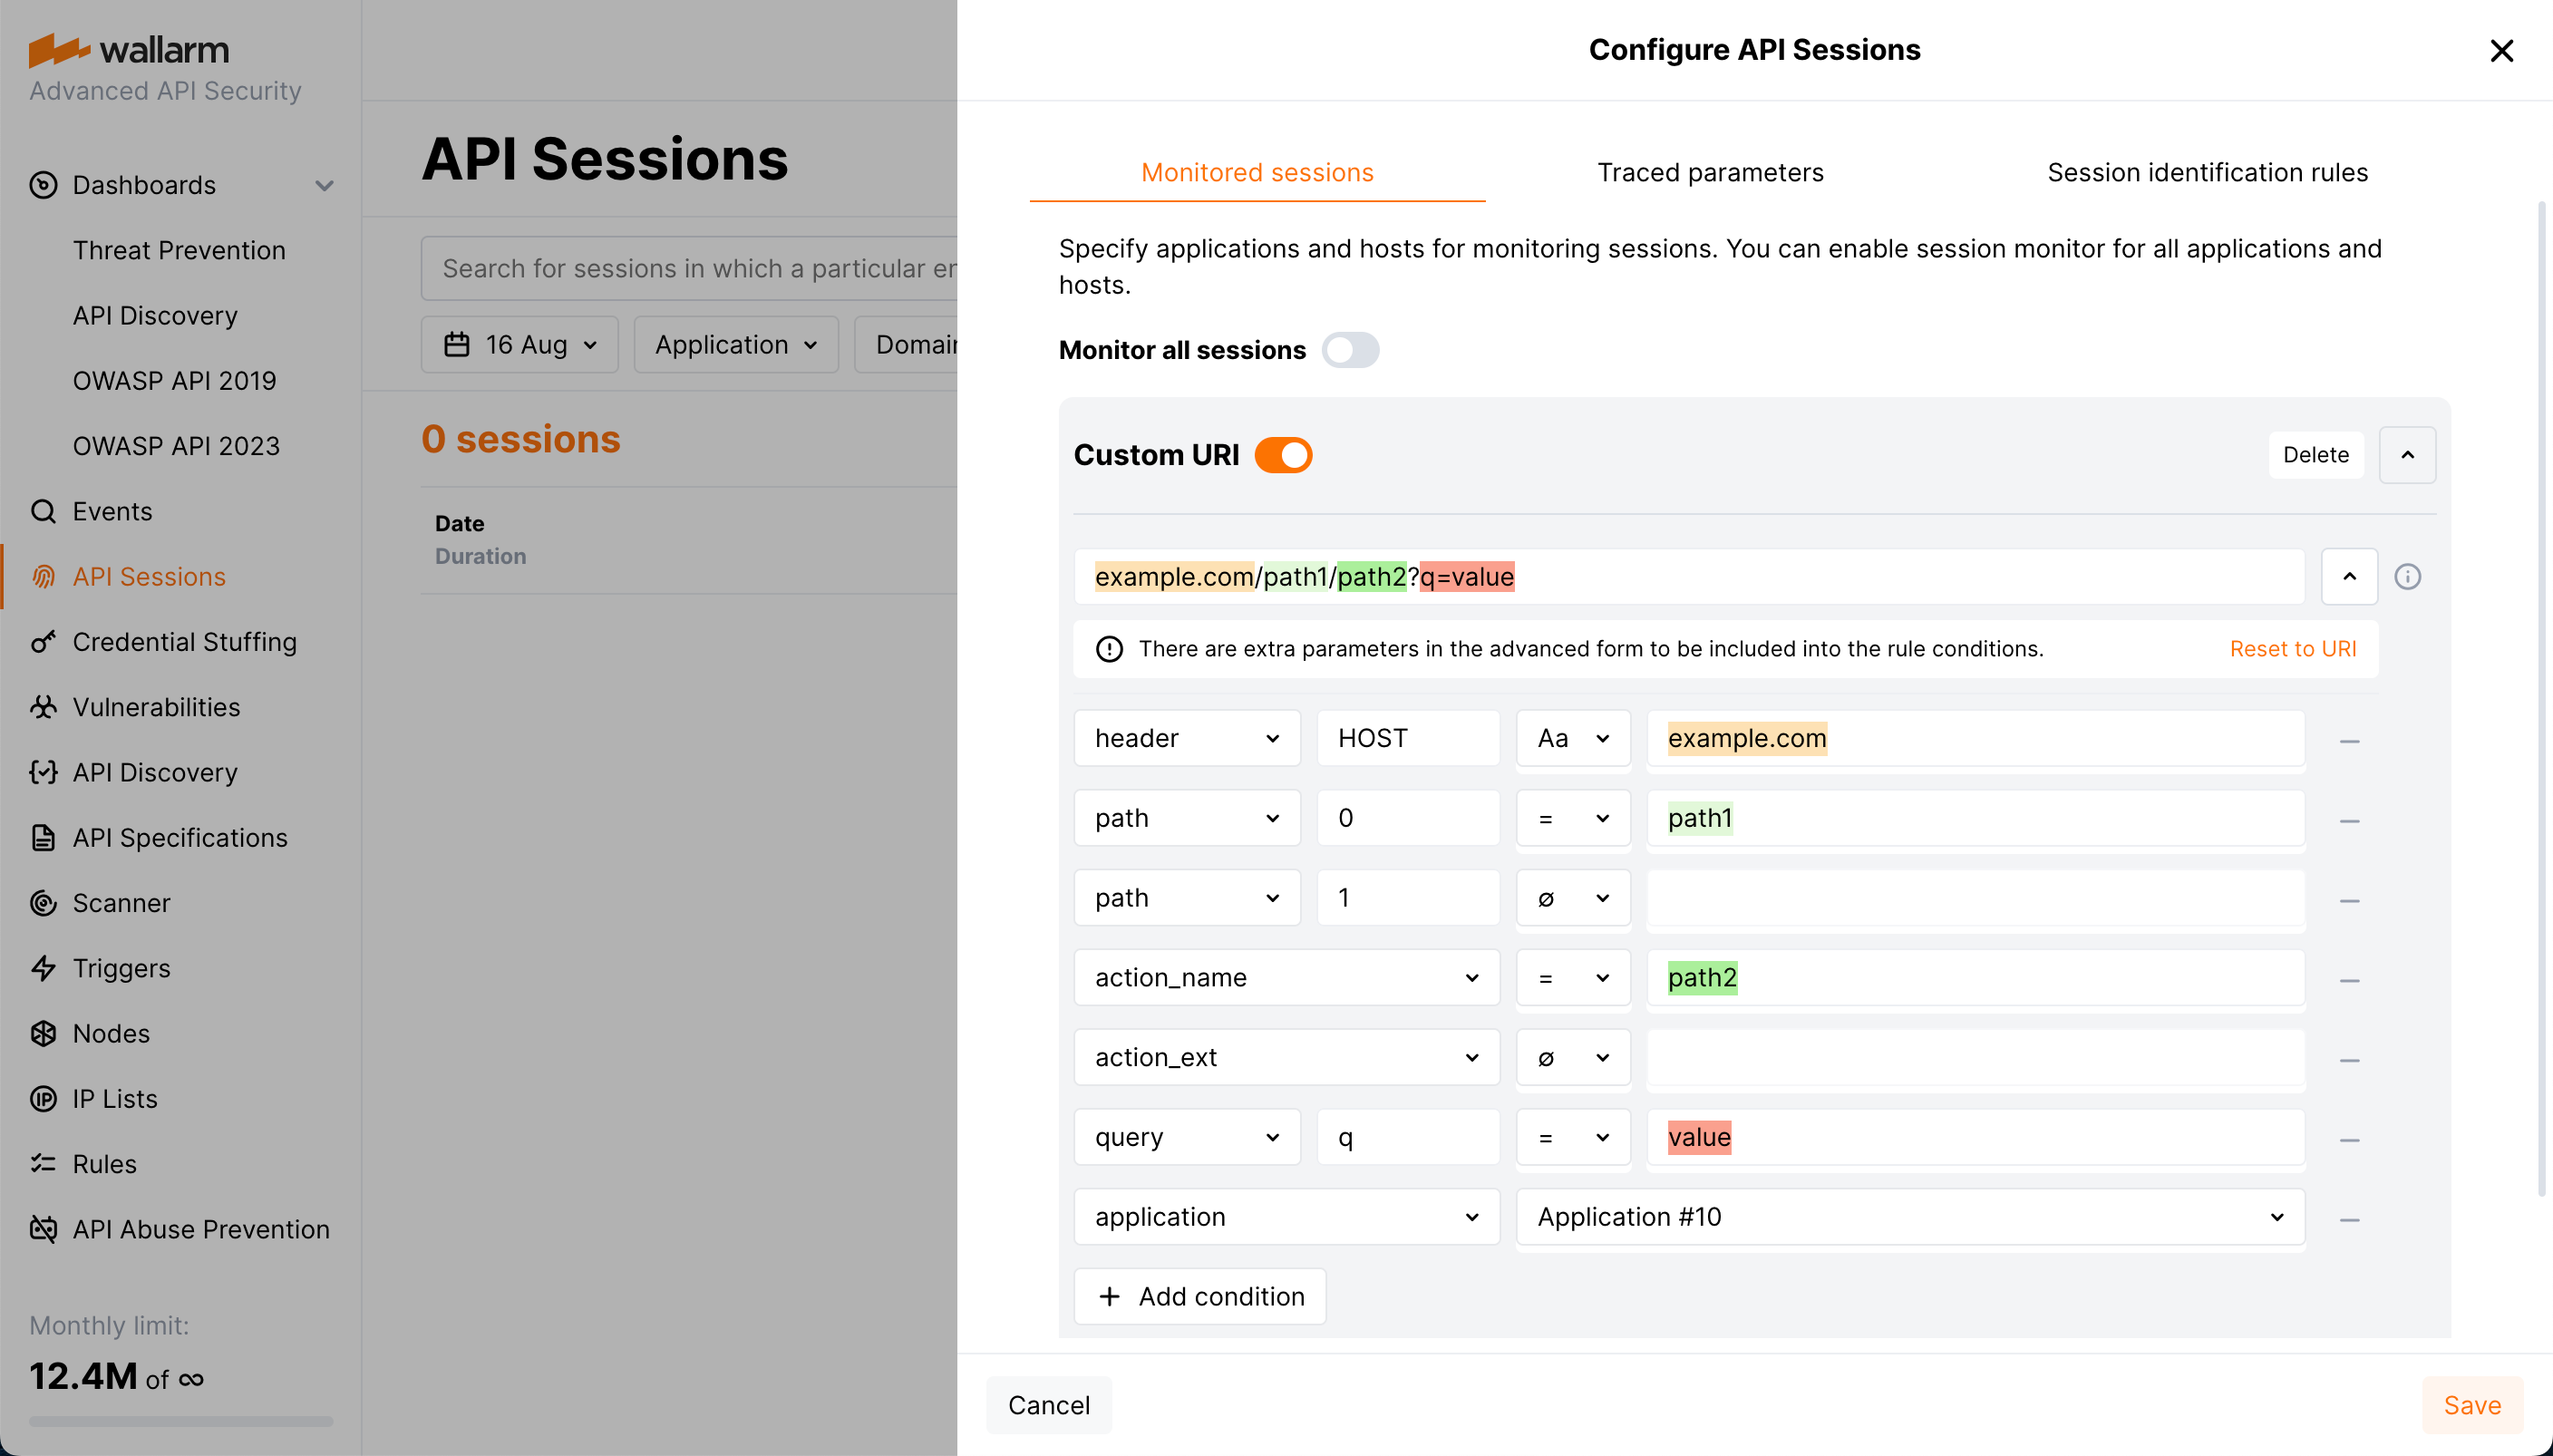 wallarm
Advanced API Security
Dashboards
Threat Prevention
API Discovery
OWASP API 2019
OWASP API 2023
Events
API Sessions
Credential Stuffing
Vulnerabilities
API Discovery
API Specifications
Scanner
Triggers
Nodes
IP Lists
Rules
API Abuse Prevention
Monthly limit:
12.4M of ∞
API Sessions
Search for sessions in which a particular er
16 Aug
Application
Domain
0 sessions
Date
Duration
Configure API Sessions
Monitored sessions
Traced parameters
Session identification rules
Specify applications and hosts for monitoring sessions. You can enable session monitor for all applications and
hosts.
Monitor all sessions
Custom URI
Delete
example.com/path1/path2?q=value
There are extra parameters in the advanced form to be included into the rule conditions.
Reset to URI
header HOST Aa example.com
path 0 = path1
path 1 ∅
action_name = path2
action_ext ∅
query q = value
application Application #10
+ Add condition
Cancel
Save